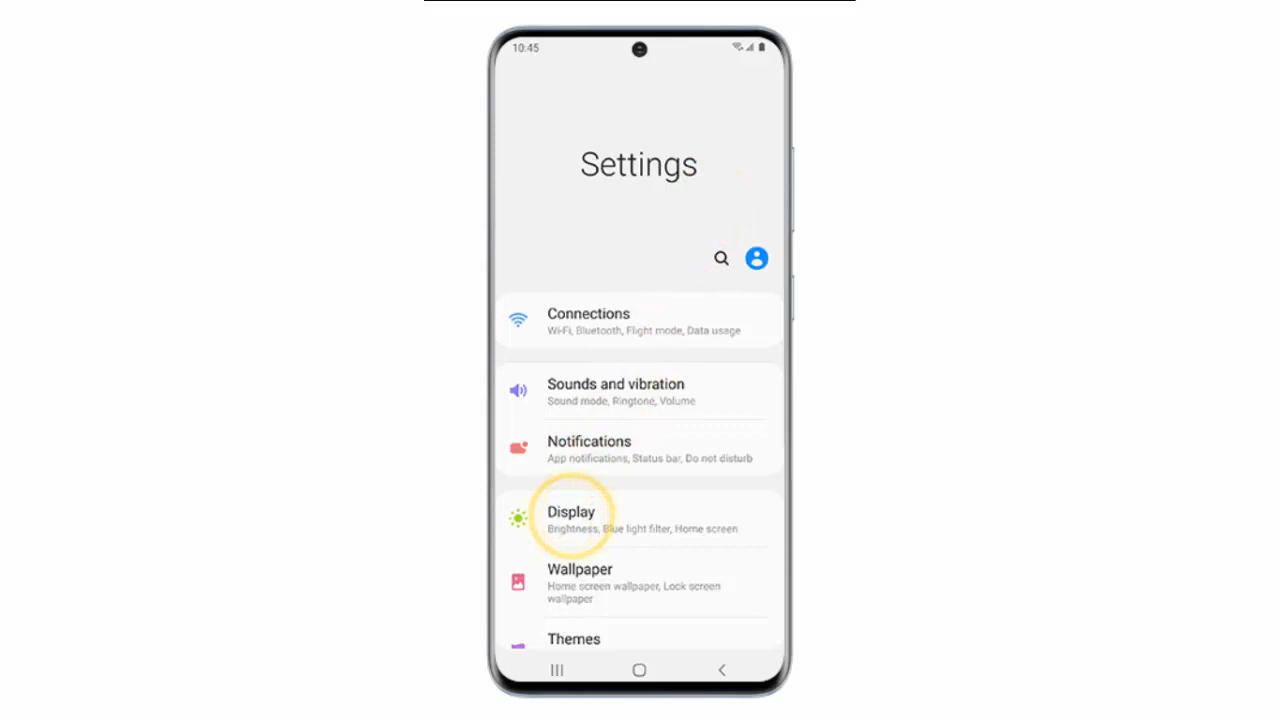 10:45
Settings
Connections
Wi-Fi, Bluetooth, Flight mode, Data usage
Sounds and vibration
Sound mode, Ringtone, Volume
Notifications
App notifications, Status bar, Do not disturb
Display
Brightness, Blue light filter, Home screen
Wallpaper
Home screen wallpaper, Lock screen
wallpaper
Themes